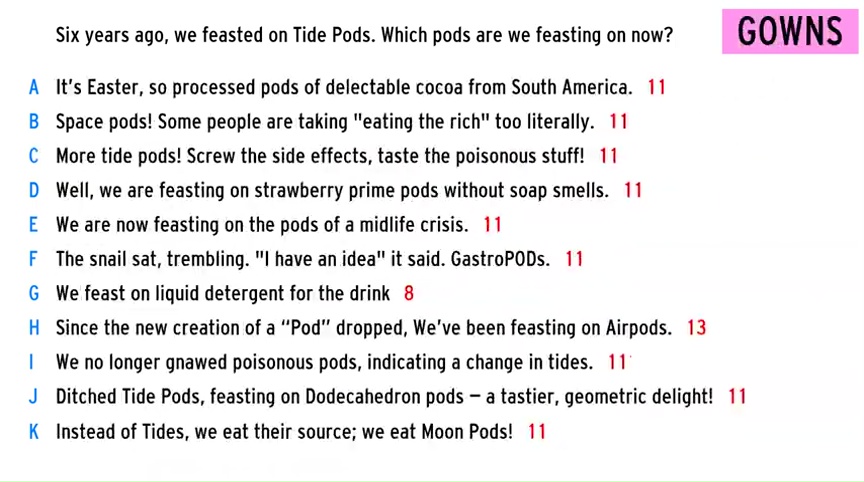 Six years ago, we feasted on Tide Pods. Which pods are we feasting on now?
GOWNS
A It's Easter, so processed pods of delectable cocoa from South America. 11
B Space pods! Some people are taking "eating the rich" too literally. 11
C More tide pods! Screw the side effects, taste the poisonous stuff! 11
D Well, we are feasting on strawberry prime pods without soap smells. 11
E We are now feasting on the pods of a midlife crisis. 11
F The snail sat, trembling. "I have an idea" it said. GastroPODs. 11
G We feast on liquid detergent for the drink 8
H Since the new creation of a “Pod” dropped, We've been feasting on Airpods. 13
I We no longer gnawed poisonous pods, indicating a change in tides. 11
J Ditched Tide Pods, feasting on Dodecahedron pods – a tastier, geometric delight! 11
K Instead of Tides, we eat their source; we eat Moon Pods! 11